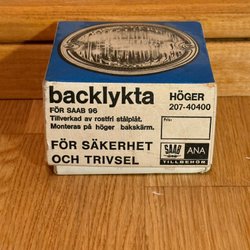 backlykta
HÖGER
207-40400
FÖR SAAB 96
Tillverkad av rostfri stålplåt.
Monteras på höger bakskärm.
Pris:
FÖR SÄKERHET
OCH TRIVSEL
SAAB ANA
TILLBEHÖR